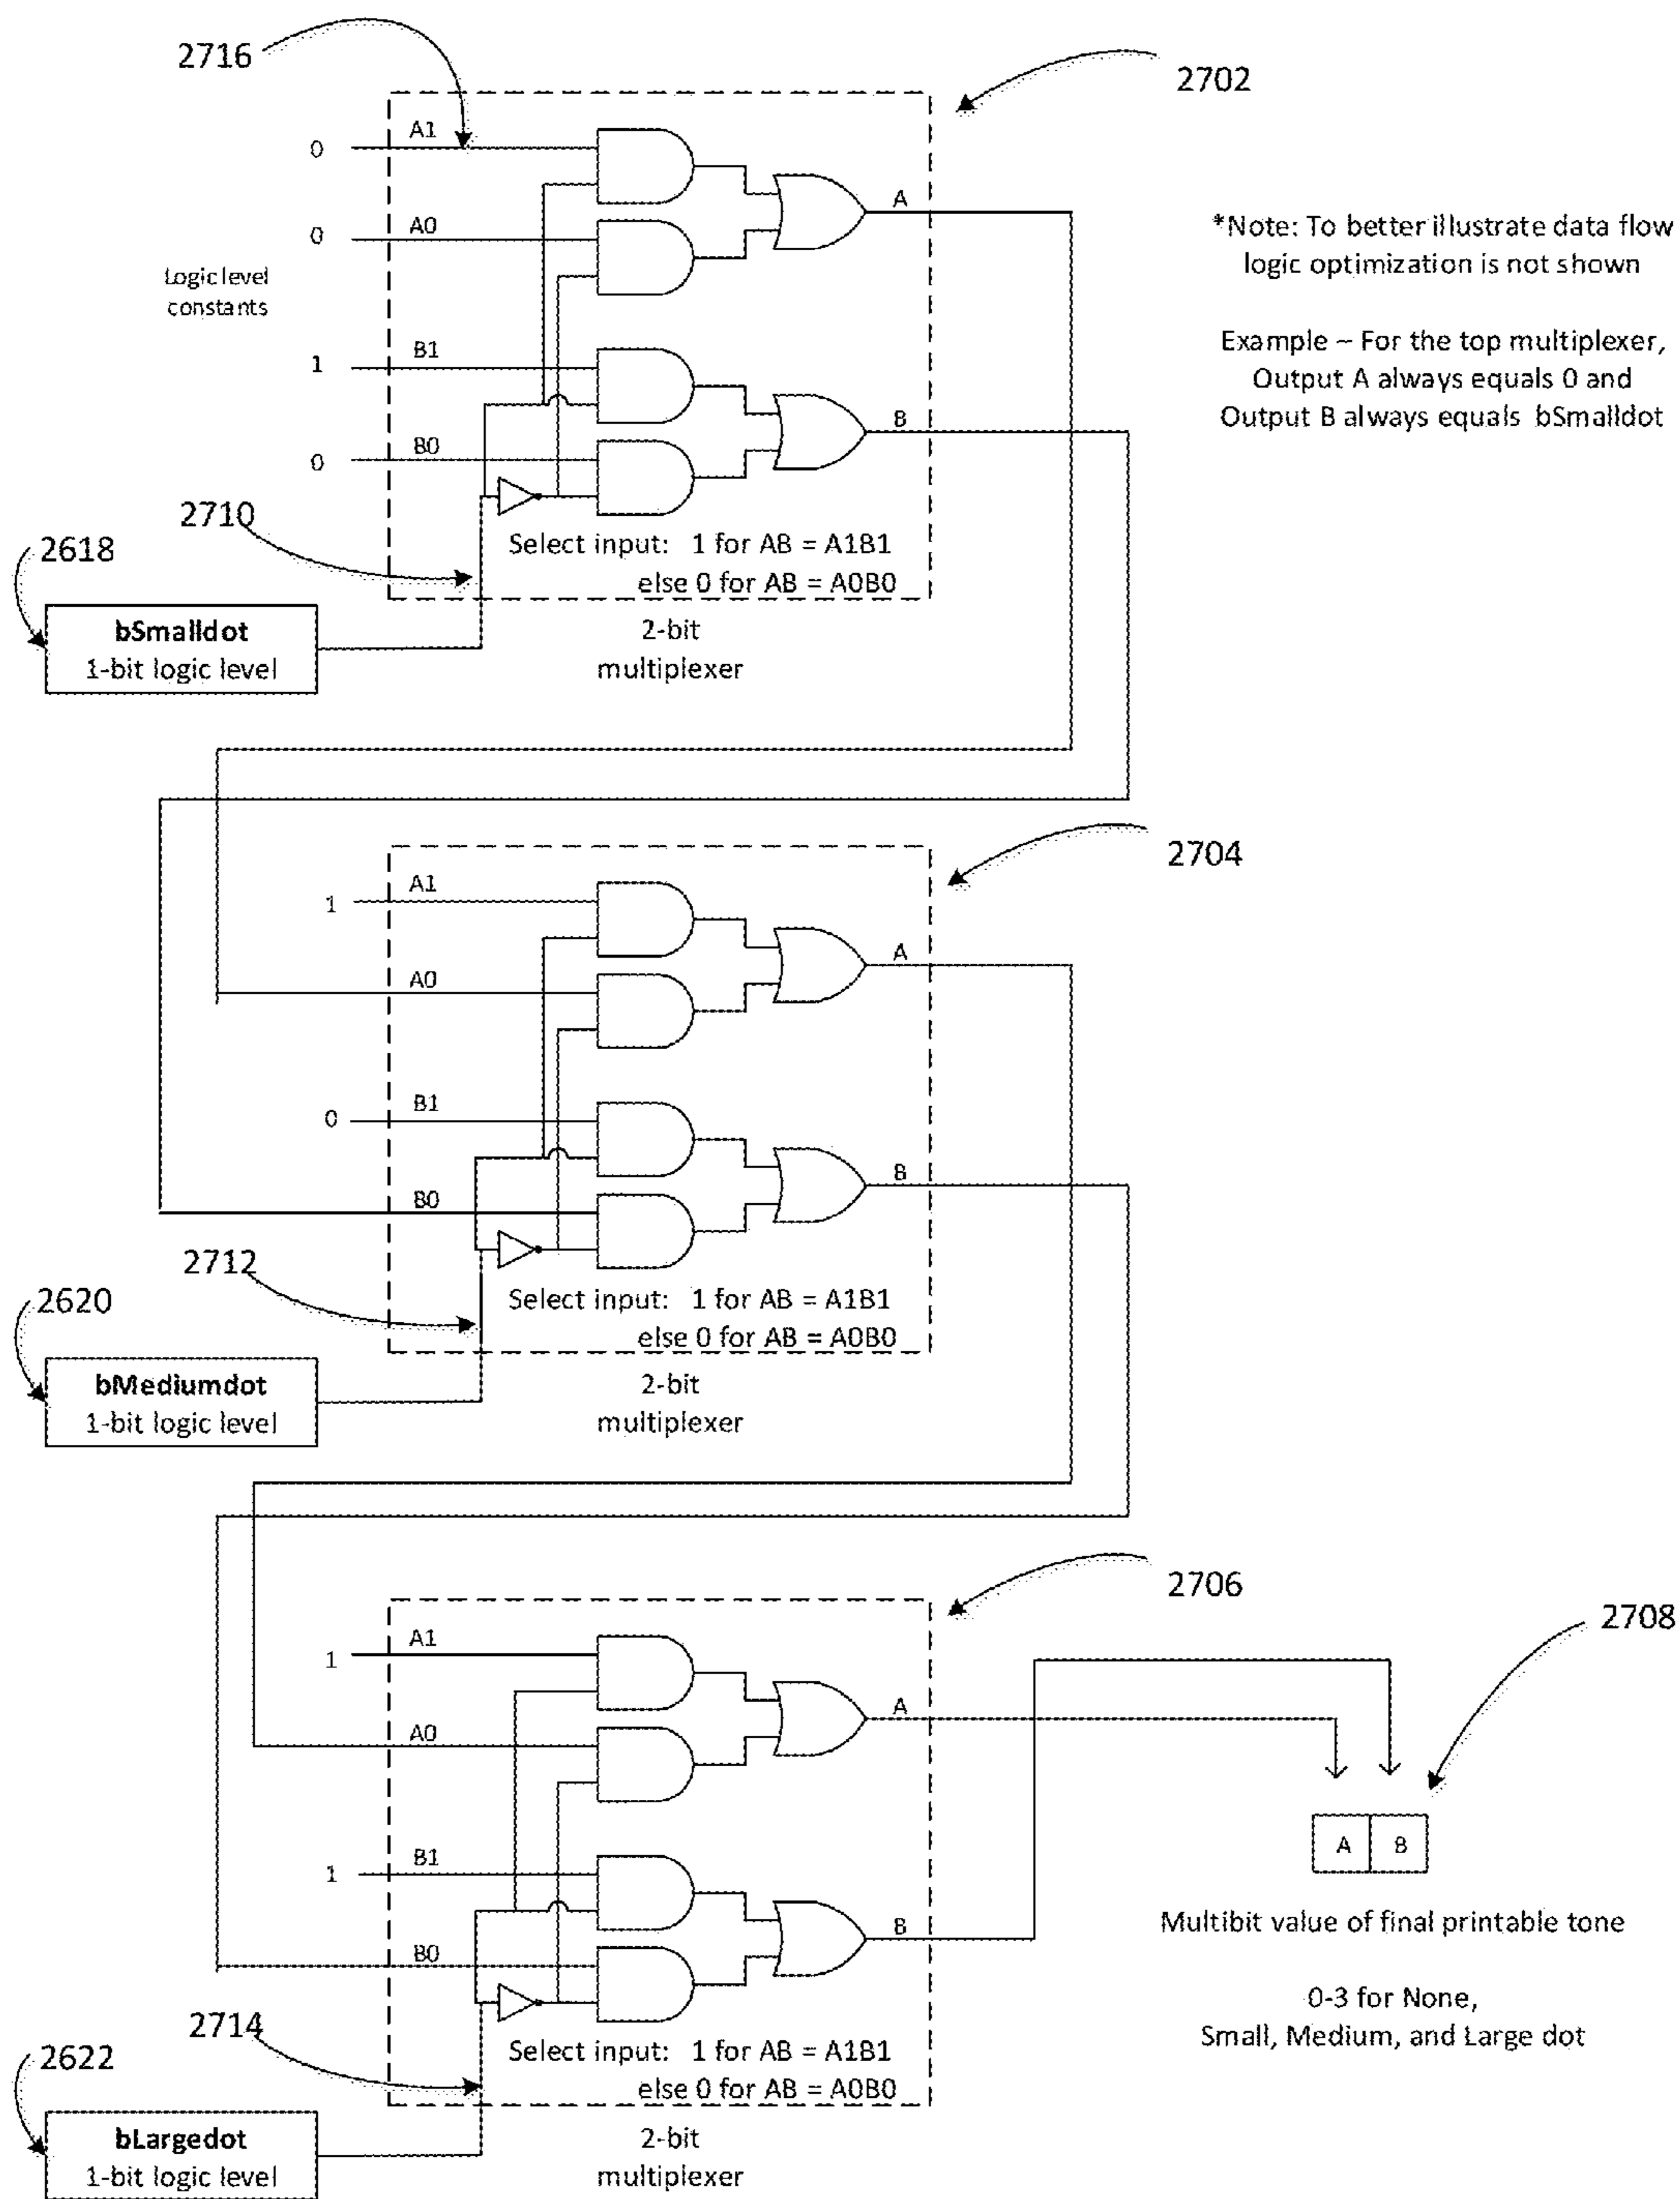 2716
2702
A1
0
A0
0
A
Logic level
constants
*Note: To better illustrate data flow
logic optimization is not shown
Example – For the top multiplexer,
Output A always equals 0 and
Output B always equals bSmalldot
B1
1
B
B0
0
2710
Select input: 1 for AB = A1B1
else 0 for AB = A0B0
2618
bSmalldot
1-bit logic level
2-bit
multiplexer
2704
A1
1
A
A0
B1
0
B
B0
2712
Select input: 1 for AB = A1B1
else 0 for AB = A0B0
2620
bMediumdot
1-bit logic level
2-bit
multiplexer
2706
2708
A1
1
A
A0
A B
B1
1
Multibit value of final printable tone
B
B0
0-3 for None,
Small, Medium, and Large dot
2714
Select input: 1 for AB = A1B1
else 0 for AB = A0B0
2622
bLargedot
1-bit logic level
2-bit
multiplexer